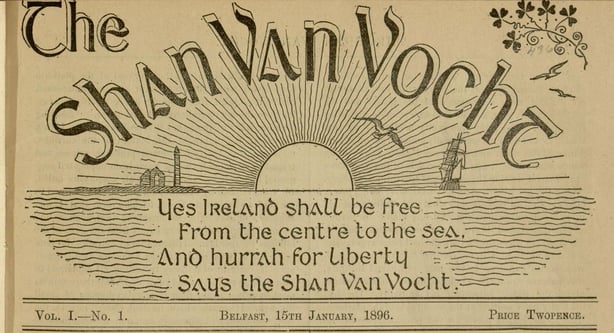 The
Shan Van Vocht
Yes Ireland shall be free
From the centre to the sea.
And hurrah for Liberty
Says the Shan Van Vocht.
Vol. I.—No. 1. Belfast, 15th January, 1896. Price Twopence.